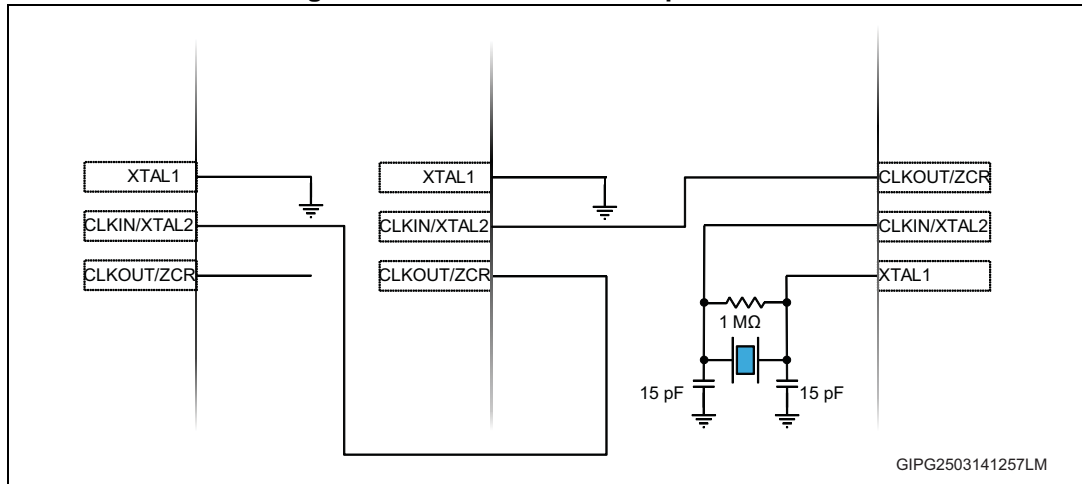 XTAL1
CLKIN/XTAL2
CLKOUT/ZCR
XTAL1
CLKIN/XTAL2
CLKOUT/ZCR
CLKOUT/ZCR
CLKIN/XTAL2
XTAL1
1 MΩ
15 pF
15 pF
GIPG2503141257LM